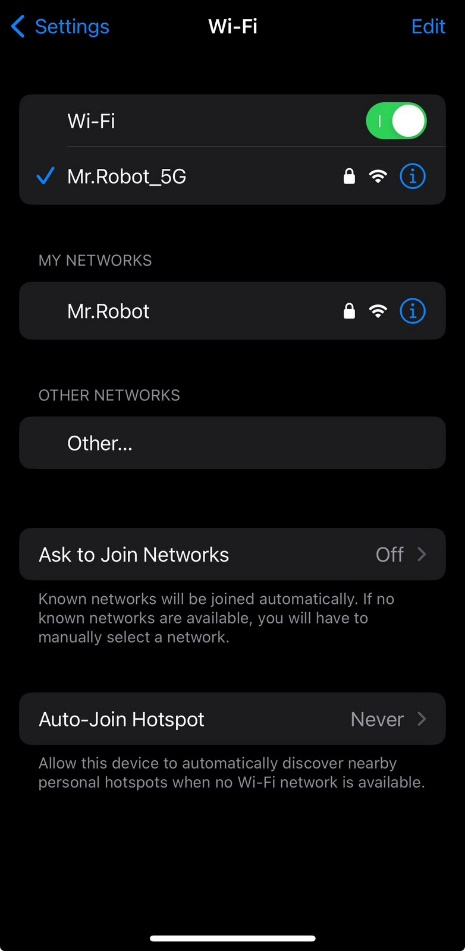 Settings
Wi-Fi
Edit
Wi-Fi
Mr.Robot_5G
MY NETWORKS
Mr.Robot
OTHER NETWORKS
Other...
Ask to Join Networks
Off
Known networks will be joined automatically. If no
known networks are available, you will have to
manually select a network.
Auto-Join Hotspot
Never
Allow this device to automatically discover nearby
personal hotspots when no Wi-Fi network is available.